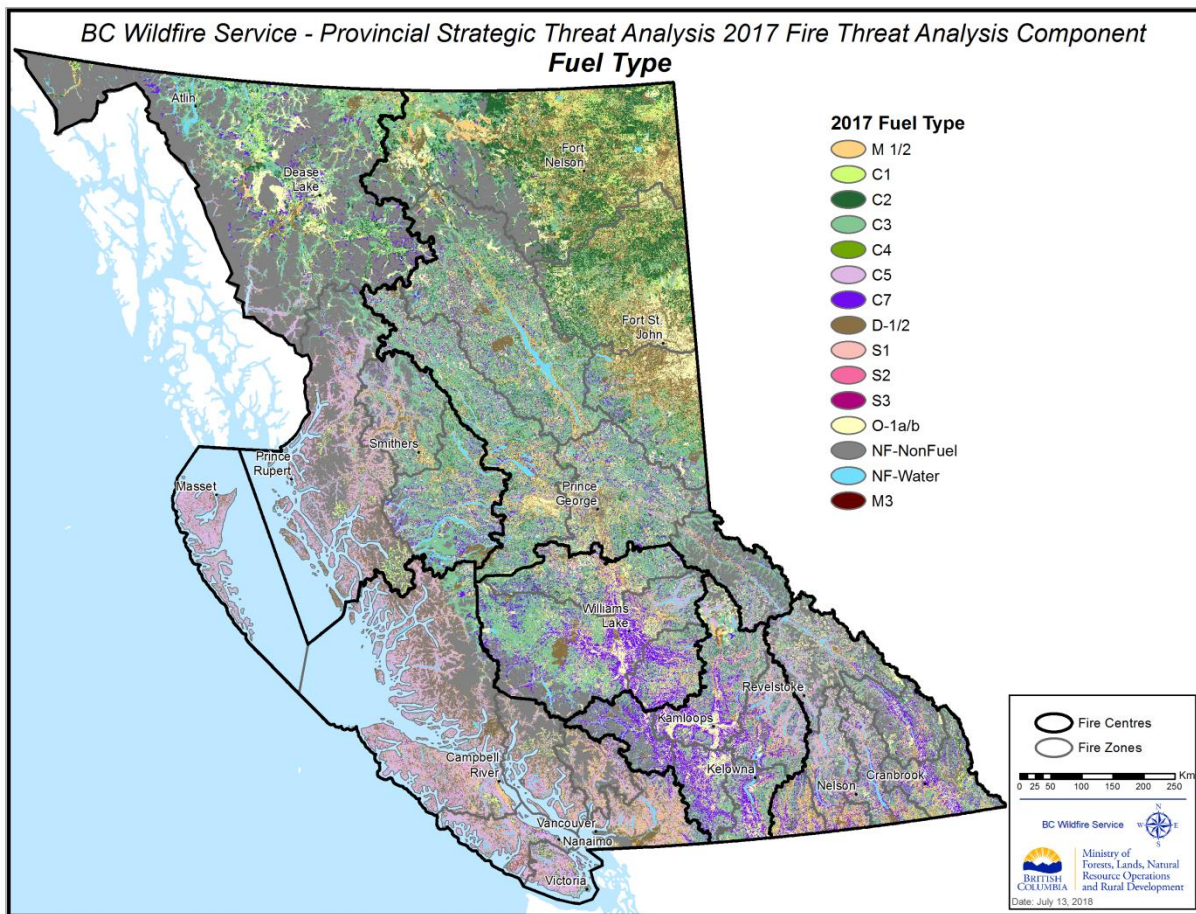 BC Wildfire Service - Provincial Strategic Threat Analysis 2017 Fire Threat Analysis Component
Fuel Type
Atlin
Dease
Lake
Fort
Nelson
Fort St.
John
Smithers
Prince
Rupert
Masset
Prince
George
Williams
Lake
Revelstoke
Kamloops
Kelowna
Nelson
Cranbrook
Campbell
River
Vancouver
Nanaimo
Victoria
2017 Fuel Type
M 1/2
C1
C2
C3
C4
C5
C7
D-1/2
S1
S2
S3
O-1a/b
NF-NonFuel
NF-Water
M3
Fire Centres
Fire Zones
Km
0 25 50 100 150 200 250
BC Wildfire Service
N
W E
S
BRITISH
COLUMBIA
Ministry of
Forests, Lands, Natural
Resource Operations
and Rural Development
Date: July 13, 2018